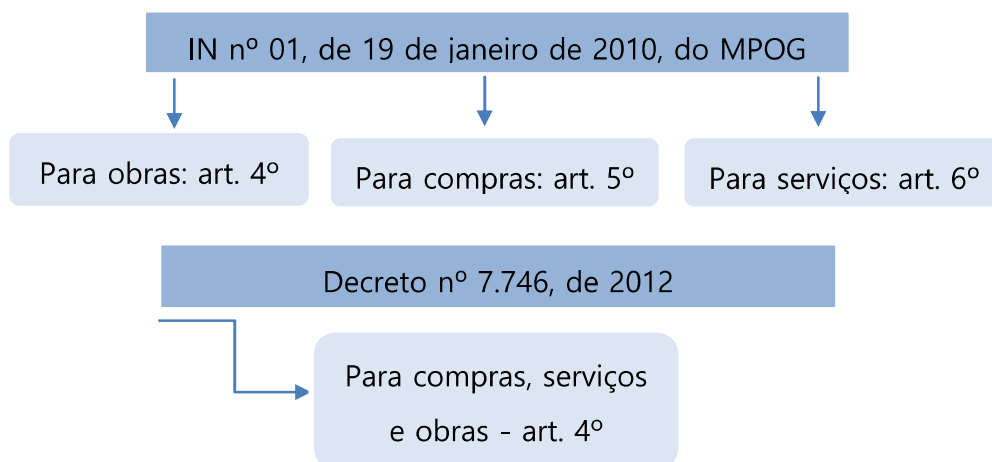 IN nº 01, de 19 de janeiro de 2010, do MPOG
Para obras: art. 4º
Para compras: art. 5º
Para serviços: art. 6º
Decreto nº 7.746, de 2012
Para compras, serviços
e obras - art. 4º